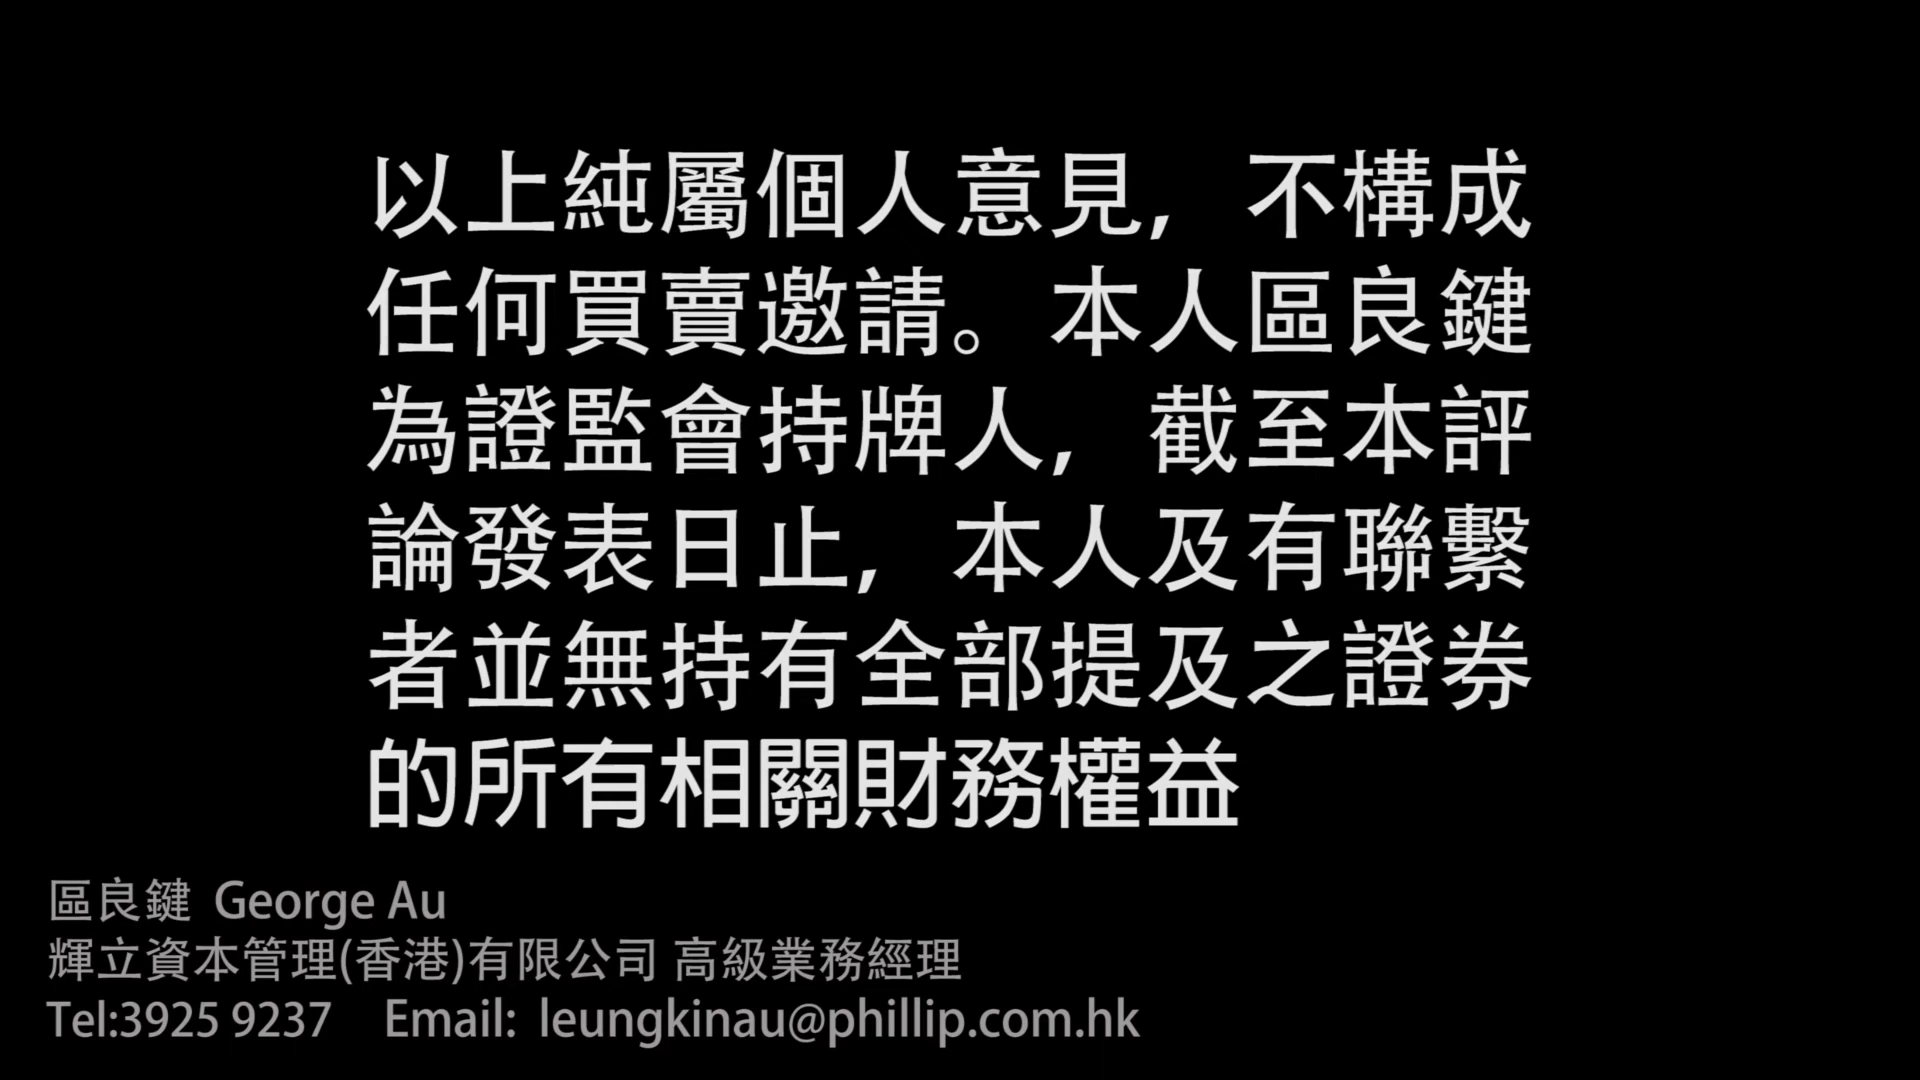 以上純屬個人意見，不構成
任何買賣邀請。本人區良鍵
為證監會持牌人，截至本評
論發表日止，本人及有聯繫
者並無持有全部提及之證券
的所有相關財務權益
區良鍵 George Au
輝立資本管理(香港)有限公司 高級業務經理
Tel:3925 9237 Email: leungkinau@phillip.com.hk